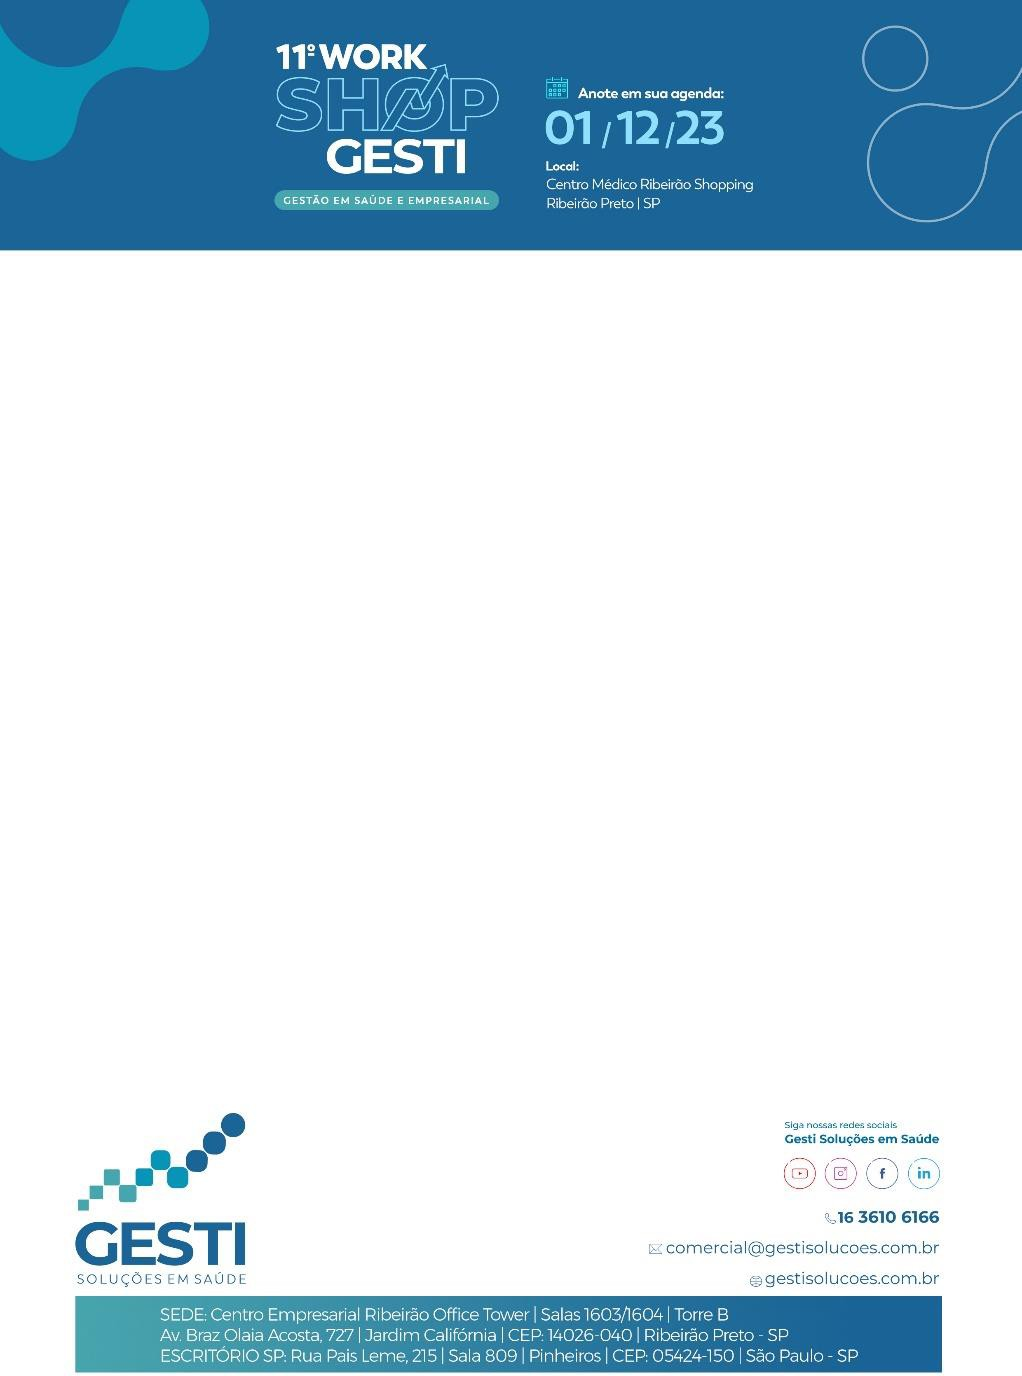 11º WORK
SHOP
GESTI
GESTÃO EM SAÚDE E EMPRESARIAL
Anote em sua agenda:
01 / 12 / 23
Local:
Centro Médico Ribeirão Shopping
Ribeirão Preto | SP
GESTI
SOLUÇÕES EM SAÚDE
Siga nossas redes sociais
Gesti Soluções em Saúde
16 3610 6166
comercial@gestisolucoes.com.br
gestisolucoes.com.br
SEDE: Centro Empresarial Ribeirão Office Tower | Salas 1603/1604 | Torre B
Av. Braz Olaia Acosta, 727 | Jardim Califórnia | CEP: 14026-040 | Ribeirão Preto - SP
ESCRITÓRIO SP: Rua Pais Leme, 215 | Sala 809 | Pinheiros | CEP: 05424-150 | São Paulo - SP